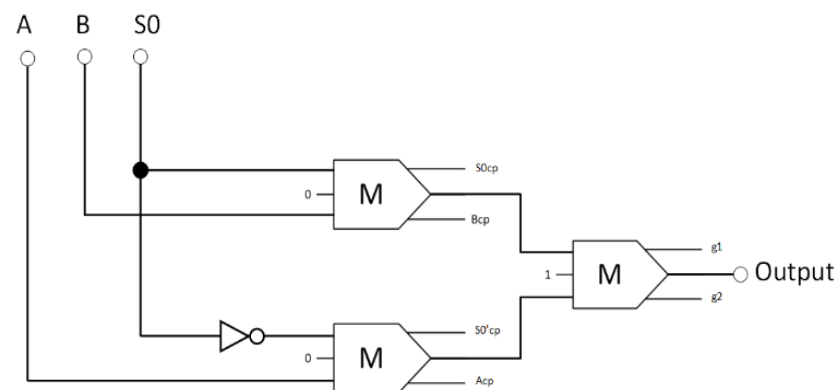 A B S0
S0cp
0 M
Bcp
g1
1 M Output
g2
S0'cp
0 M
Acp